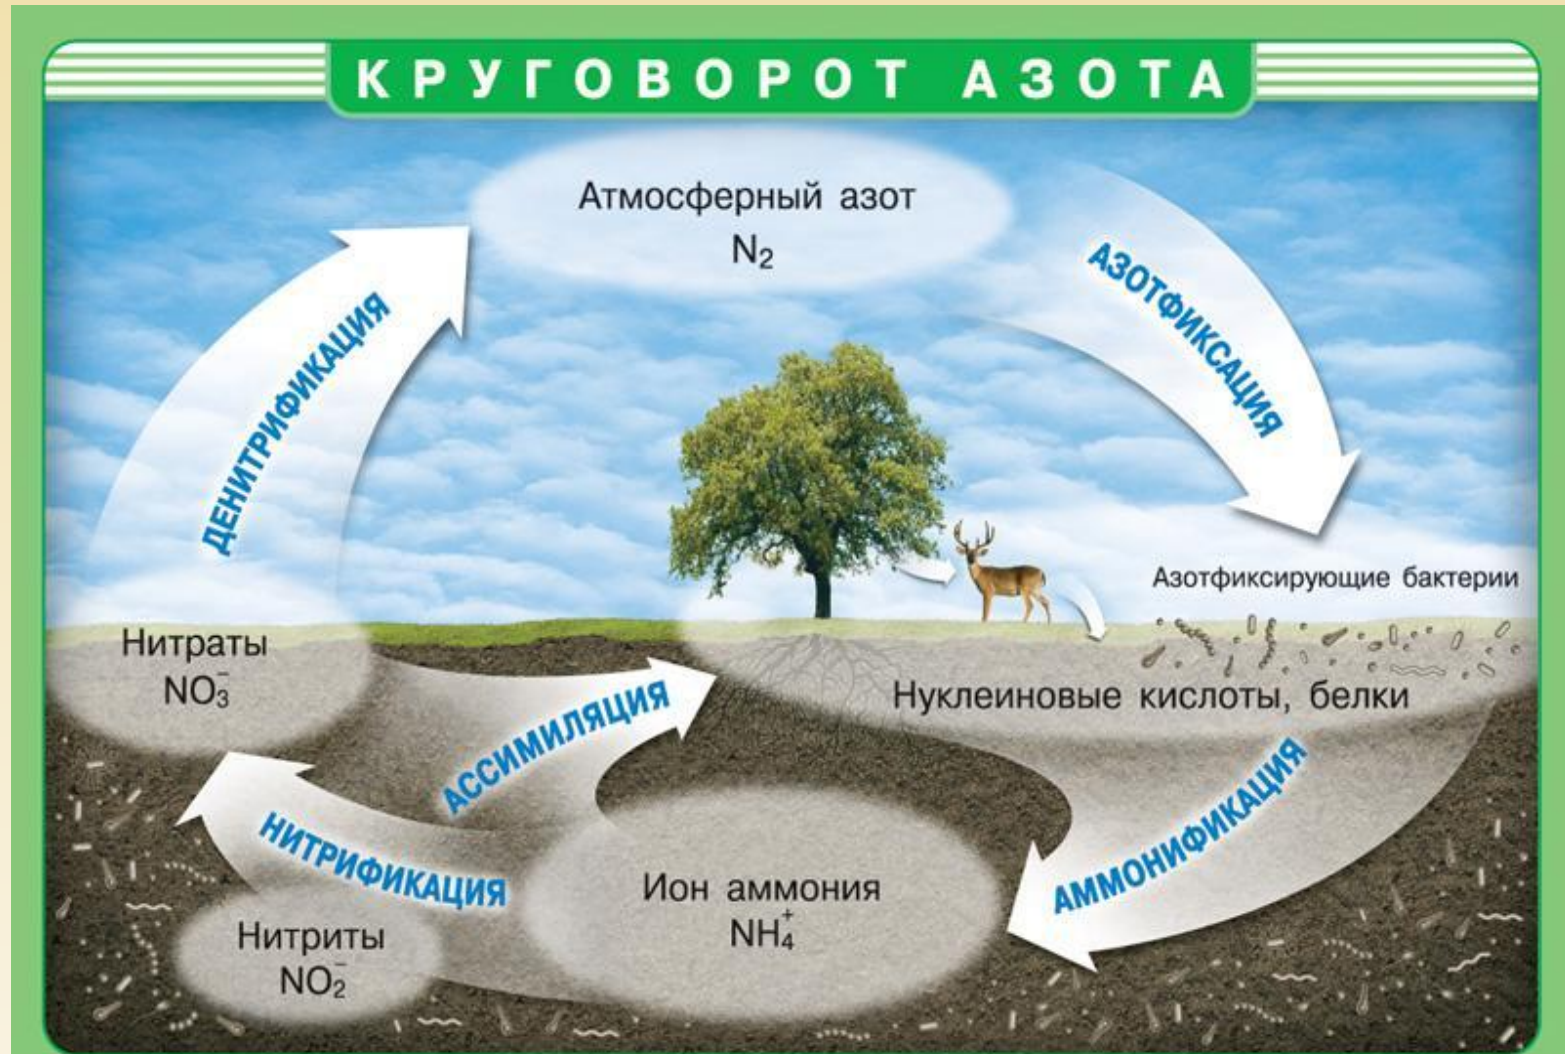 КРУГОВОРОТ АЗОТА
Атмосферный азот
N₂
АЗОТФИКСАЦИЯ
ДЕНИТРИФИКАЦИЯ
Азотфиксирующие бактерии
Нитраты
NO₃⁻
Нуклеиновые кислоты, белки
АССИМИЛЯЦИЯ
АММОНИФИКАЦИЯ
НИТРИФИКАЦИЯ
Ион аммония
NH₄⁺
Нитриты
NO₂⁻